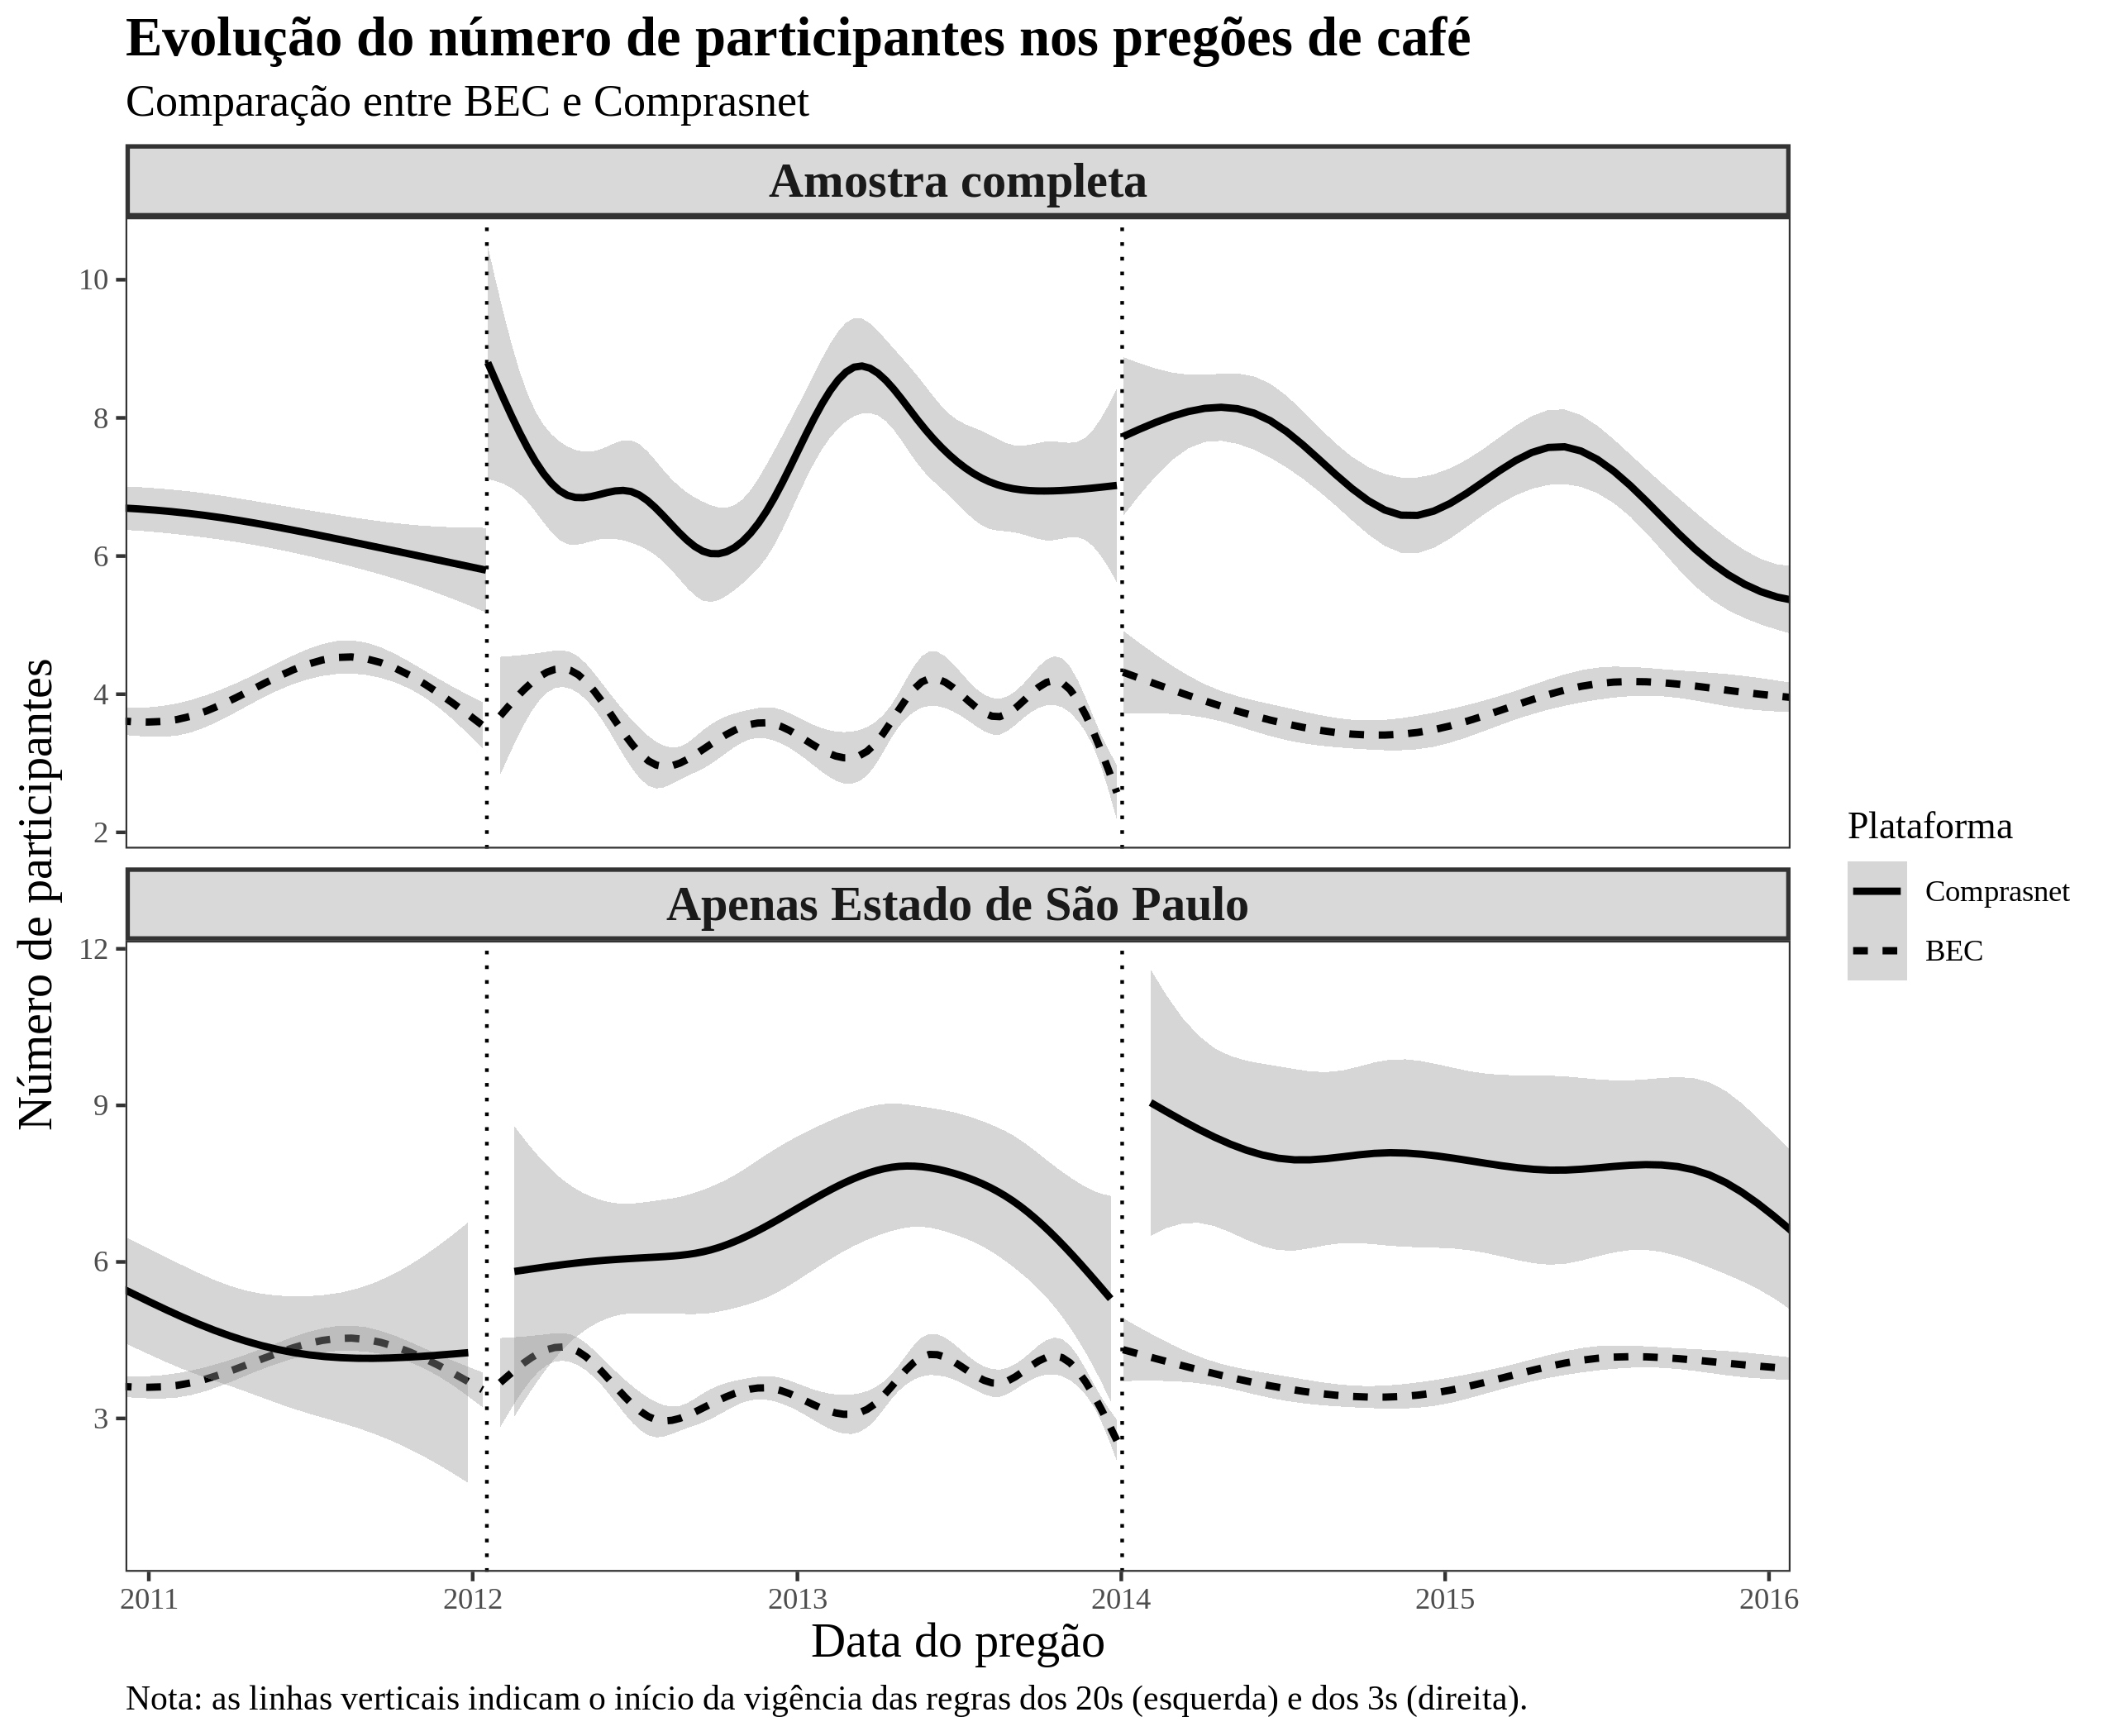 Evolução do número de participantes nos pregões de café
Comparação entre BEC e Comprasnet
Amostra completa
10
8
6
4
2
Número de participantes
Apenas Estado de São Paulo
12
9
6
3
2011
2012
2013
2014
2015
2016
Data do pregão
Plataforma
Comprasnet
BEC
Nota: as linhas verticais indicam o início da vigência das regras dos 20s (esquerda) e dos 3s (direita).